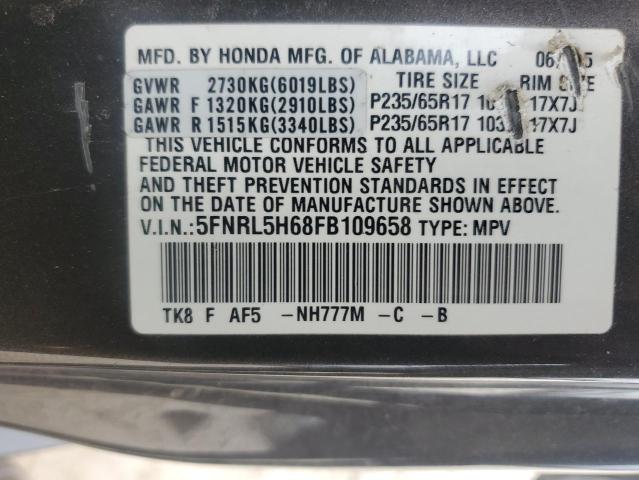 MFD. BY HONDA MFG. OF ALABAMA, LLC
GVWR 2730KG(6019LBS) TIRE SIZE RIM SIZE
GAWR F 1320KG(2910LBS) P235/65R17 17X7J
GAWR R 1515KG(3340LBS) P235/65R17 17X7J
THIS VEHICLE CONFORMS TO ALL APPLICABLE
FEDERAL MOTOR VEHICLE SAFETY
AND THEFT PREVENTION STANDARDS IN EFFECT
ON THE DATE OF MANUFACTURE SHOWN ABOVE.
V.I.N.: 5FNRL5H68FB109658 TYPE: MPV
TK8 F AF5 -NH777M -C -B